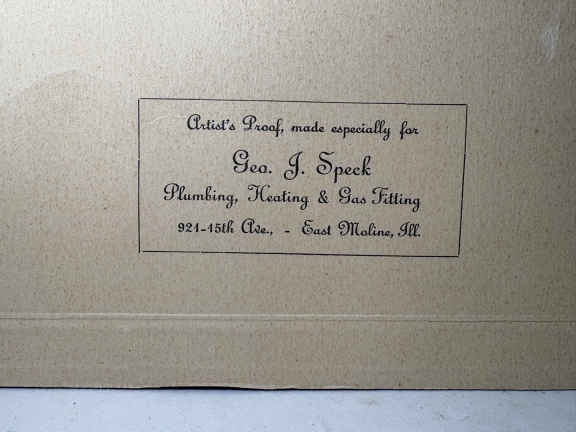 Artist's Proof, made especially for
Geo. J. Speck
Plumbing, Heating & Gas Fitting
921-15th Ave., - East Moline, Ill.